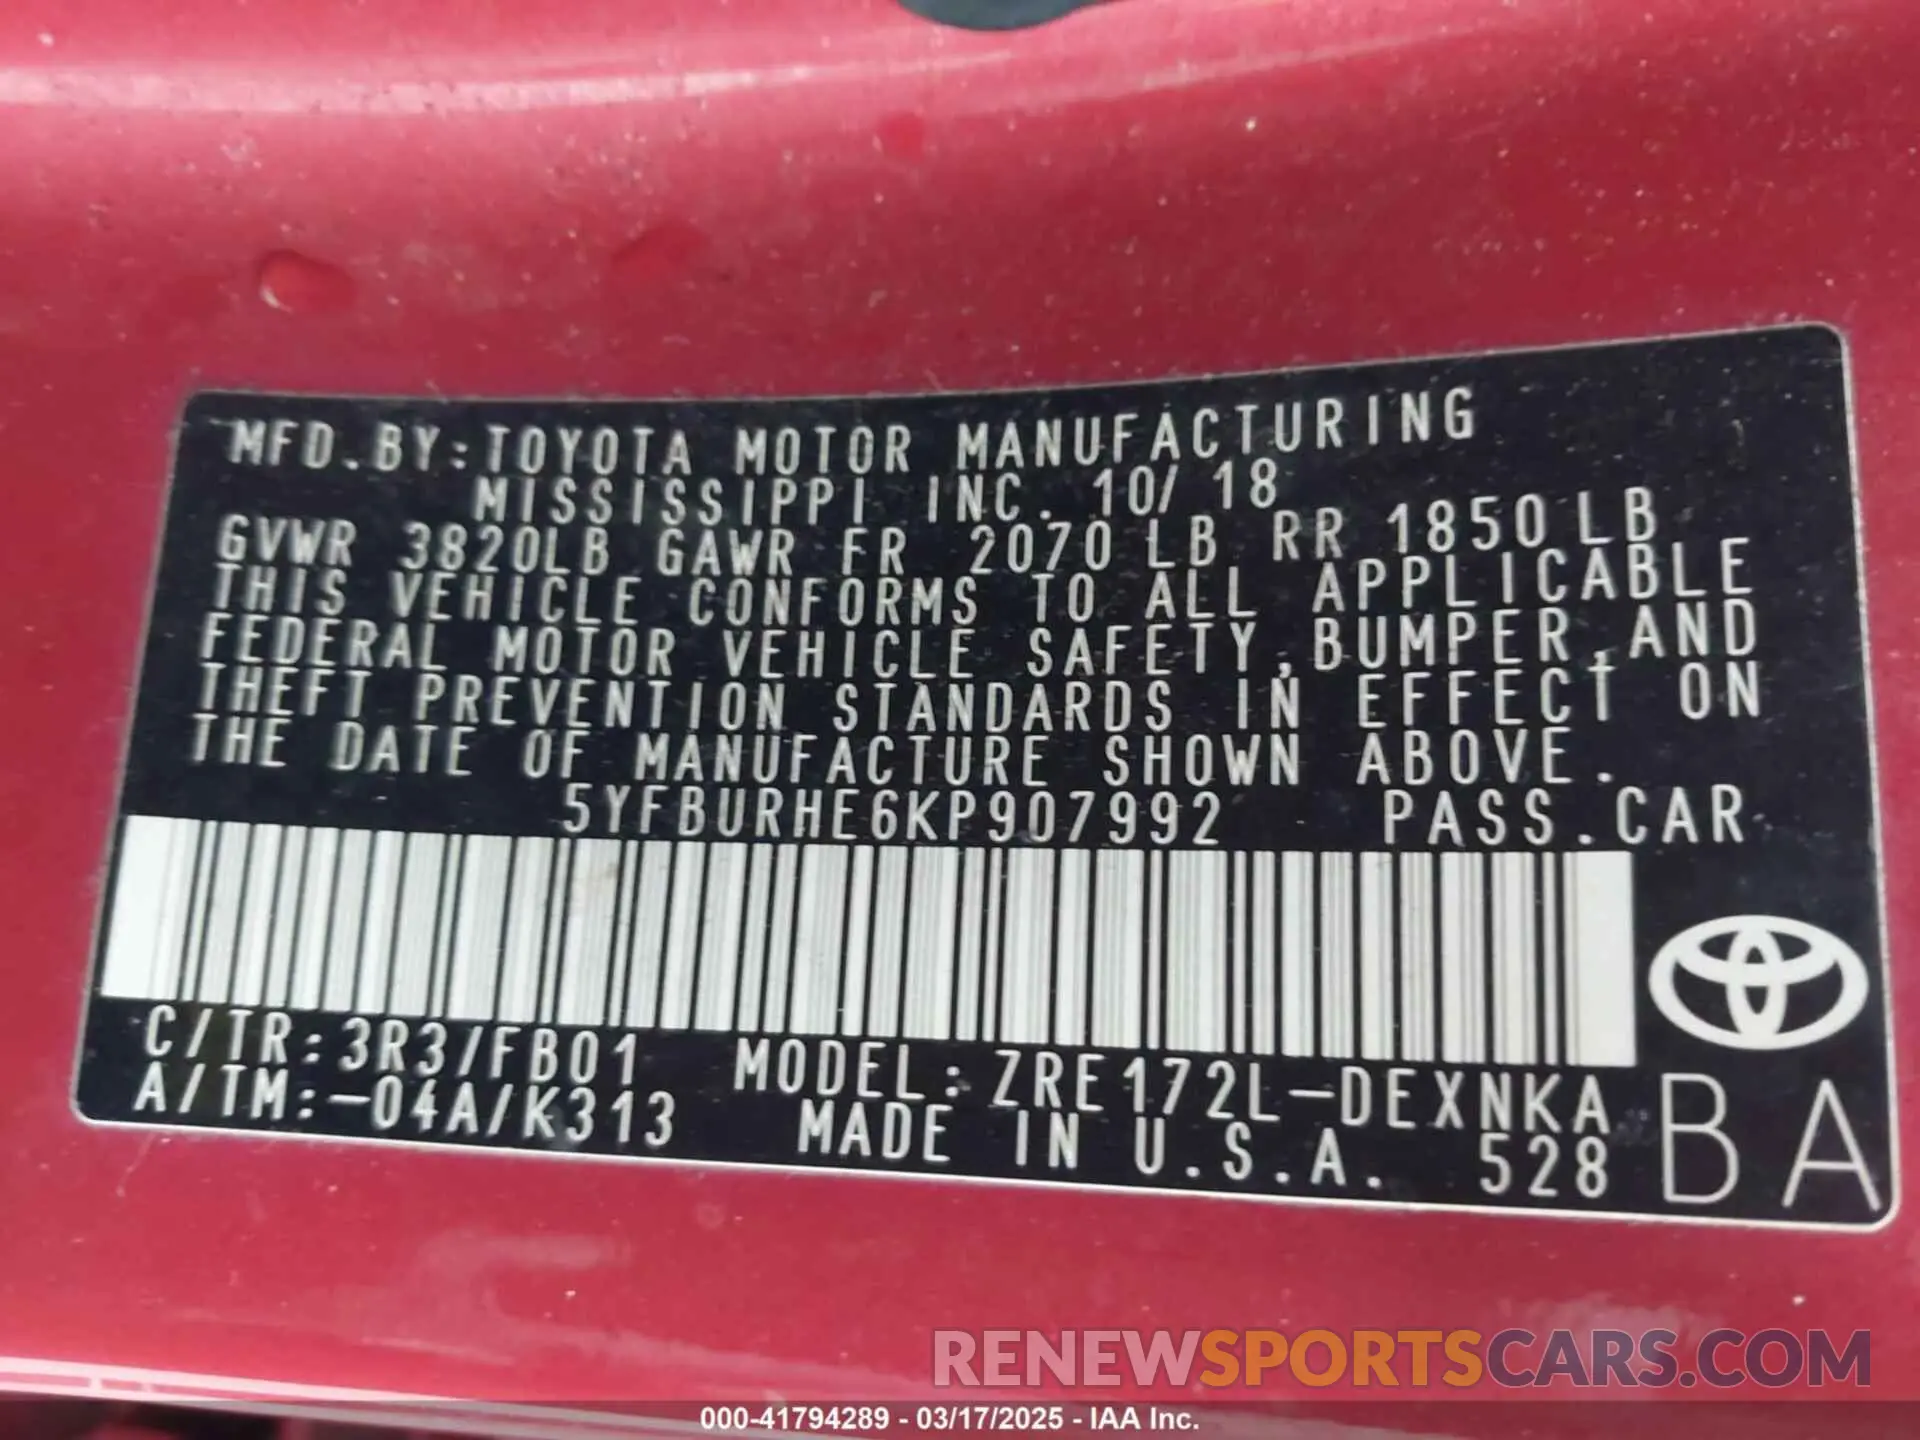 MFD.BY:TOYOTA MOTOR MANUFACTURING
MISSISSIPPI INC. 10/ 18
GVWR 3820LB GAWR FR 2070 LB RR 1850 LB
THIS VEHICLE CONFORMS TO ALL APPLICABLE
FEDERAL MOTOR VEHICLE SAFETY,BUMPER,AND
THEFT PREVENTION STANDARDS IN EFFECT ON
THE DATE OF MANUFACTURE SHOWN ABOVE.
5YFBURHE6KP907992 PASS.CAR
C/TR:3R3/FB01 MODEL:ZRE172L-DEXNKA
A/TM:-04A/K313 MADE IN U.S.A. 528
BA
RENEWSPORTSCARS.COM
000-41794289 - 03/17/2025 - IAA Inc.